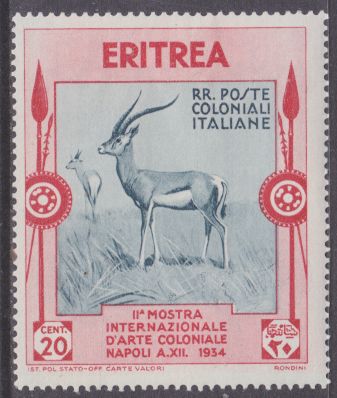 ERITREA
RR. POSTE
COLONIALI
ITALIANE
IIᴬ MOSTRA
INTERNAZIONALE
D'ARTE COLONIALE
NAPOLI A.XII. 1934
CENT.
20
٢٠
IST. POL. STATO-OFF. CARTE VALORI
RONDINI